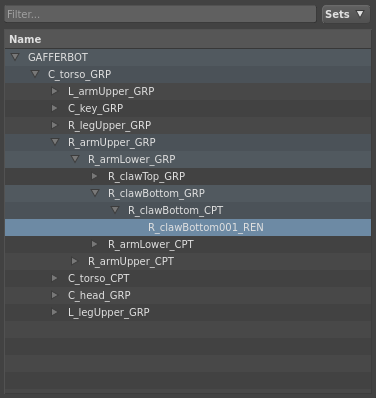 Filter...
Sets
Name
GAFFERBOT
C_torso_GRP
L_armUpper_GRP
C_key_GRP
R_legUpper_GRP
R_armUpper_GRP
R_armLower_GRP
R_clawTop_GRP
R_clawBottom_GRP
R_clawBottom_CPT
R_clawBottom001_REN
R_armLower_CPT
R_armUpper_CPT
C_torso_CPT
C_head_GRP
L_legUpper_GRP